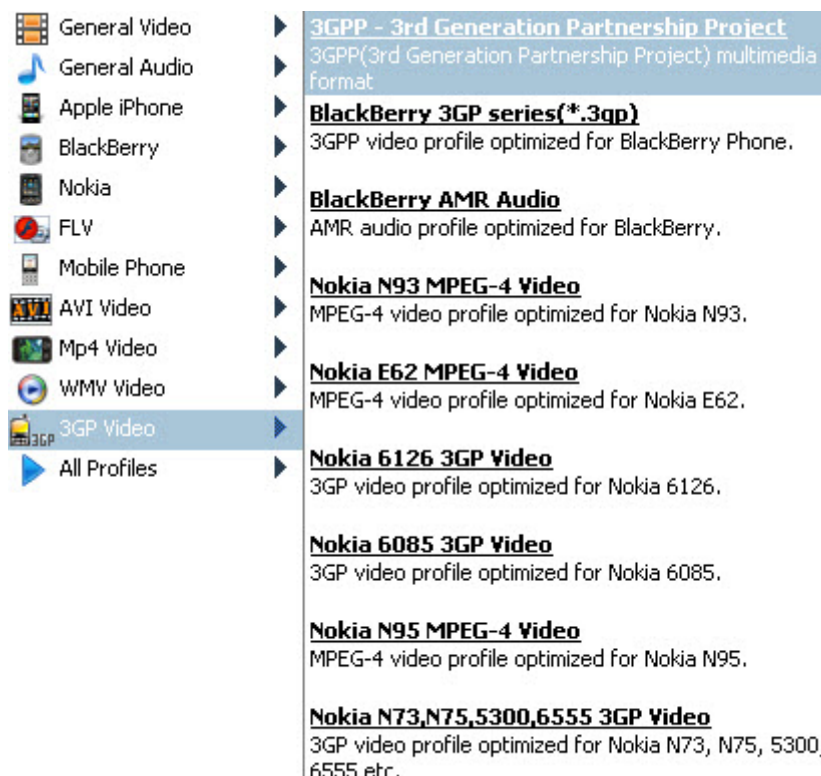 General Video
General Audio
Apple iPhone
BlackBerry
Nokia
FLV
Mobile Phone
AVI Video
Mp4 Video
WMV Video
3GP Video
All Profiles
AVI
3GP
3GPP - 3rd Generation Partnership Project
3GPP(3rd Generation Partnership Project) multimedia
format
BlackBerry 3GP series(*.3gp)
3GPP video profile optimized for BlackBerry Phone.
BlackBerry AMR Audio
AMR audio profile optimized for BlackBerry.
Nokia N93 MPEG-4 Video
MPEG-4 video profile optimized for Nokia N93.
Nokia E62 MPEG-4 Video
MPEG-4 video profile optimized for Nokia E62.
Nokia 6126 3GP Video
3GP video profile optimized for Nokia 6126.
Nokia 6085 3GP Video
3GP video profile optimized for Nokia 6085.
Nokia N95 MPEG-4 Video
MPEG-4 video profile optimized for Nokia N95.
Nokia N73,N75,5300,6555 3GP Video
3GP video profile optimized for Nokia N73, N75, 5300,
6555 etc.